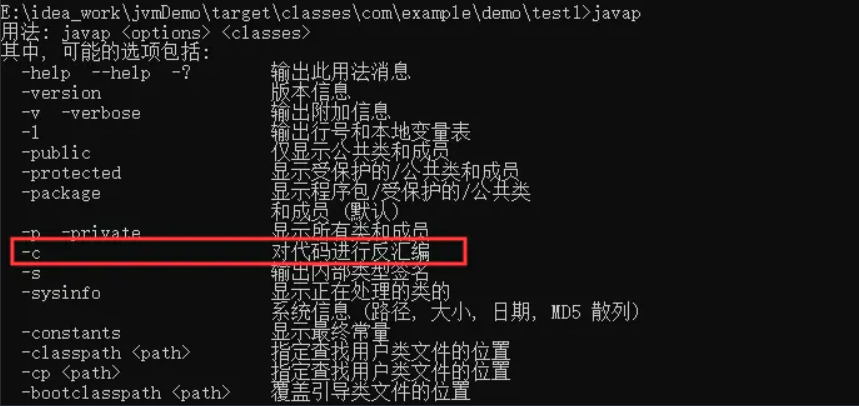 E:\idea_work\jvmDemo\target\classes\com\example\demo\test1>javap
用法: javap <options> <classes>
其中, 可能的选项包括:
-help --help -? 输出此用法消息
-version 版本信息
-v -verbose 输出附加信息
-l 输出行号和本地变量表
-public 仅显示公共类和成员
-protected 显示受保护的/公共类和成员
-package 显示程序包/受保护的/公共类
和成员 (默认)
-p -private 显示所有类和成员
-c 对代码进行反汇编
-s 输出内部类型签名
-sysinfo 显示正在处理的类的
系统信息 (路径, 大小, 日期, MD5 散列)
-constants 显示最终常量
-classpath <path> 指定查找用户类文件的位置
-cp <path> 指定查找用户类文件的位置
-bootclasspath <path> 覆盖引导类文件的位置